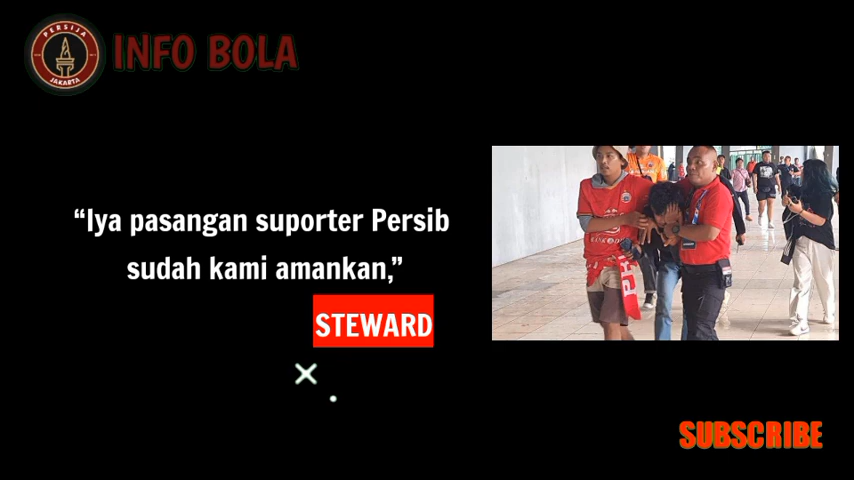 PERSIJA
JAKARTA
INFO BOLA
“Iya pasangan suporter Persib
sudah kami amankan,”
STEWARD
SUBSCRIBE